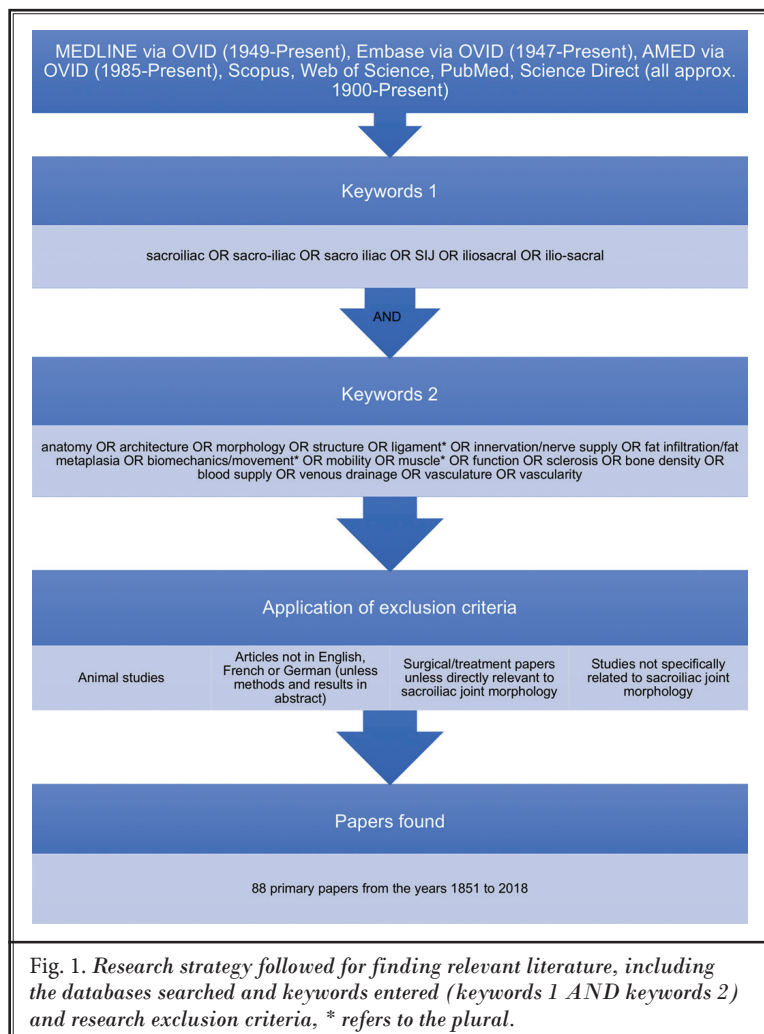 MEDLINE via OVID (1949-Present), Embase via OVID (1947-Present), AMED via
OVID (1985-Present), Scopus, Web of Science, PubMed, Science Direct (all approx.
1900-Present)
Keywords 1
sacroiliac OR sacro-iliac OR sacro iliac OR SIJ OR iliosacral OR ilio-sacral
AND
Keywords 2
anatomy OR architecture OR morphology OR structure OR ligament* OR innervation/nerve supply OR fat infiltration/fat
metaplasia OR biomechanics/movement* OR mobility OR muscle* OR function OR sclerosis OR bone density OR
blood supply OR venous drainage OR vasculature OR vascularity
Application of exclusion criteria
Animal studies
Articles not in English,
French or German (unless
methods and results in
abstract)
Surgical/treatment papers
unless directly relevant to
sacroiliac joint morphology
Studies not specifically
related to sacroiliac joint
morphology
Papers found
88 primary papers from the years 1851 to 2018
Fig. 1. Research strategy followed for finding relevant literature, including
the databases searched and keywords entered (keywords 1 AND keywords 2)
and research exclusion criteria, * refers to the plural.